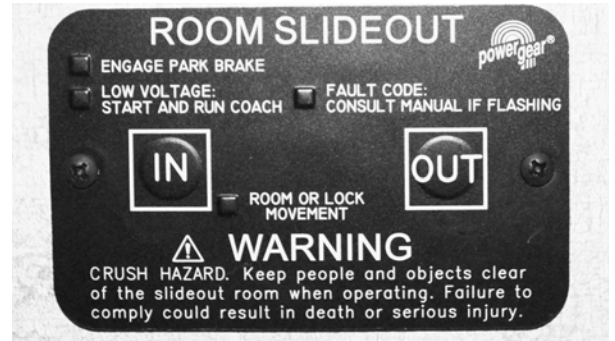 ROOM SLIDEOUT
powergear®
ENGAGE PARK BRAKE
LOW VOLTAGE:
START AND RUN COACH
FAULT CODE:
CONSULT MANUAL IF FLASHING
IN
OUT
ROOM OR LOCK
MOVEMENT
WARNING
CRUSH HAZARD. Keep people and objects clear
of the slideout room when operating. Failure to
comply could result in death or serious injury.